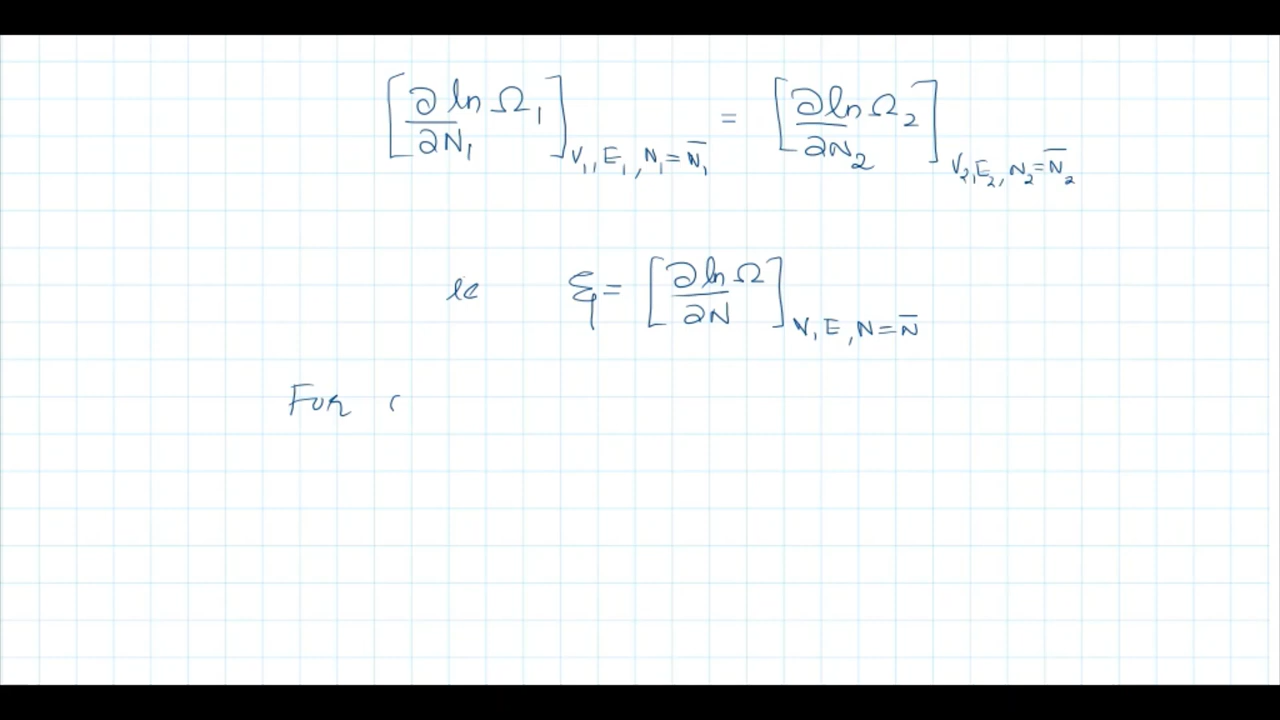 [∂ ln Ω₁ / ∂N₁]_{V₁, E₁, N₁=N̄₁} = [∂ ln Ω₂ / ∂N₂]_{V₂, E₂, N₂=N̄₂}
ie ξ = [∂ ln Ω / ∂N]_{V, E, N=N̄}
For